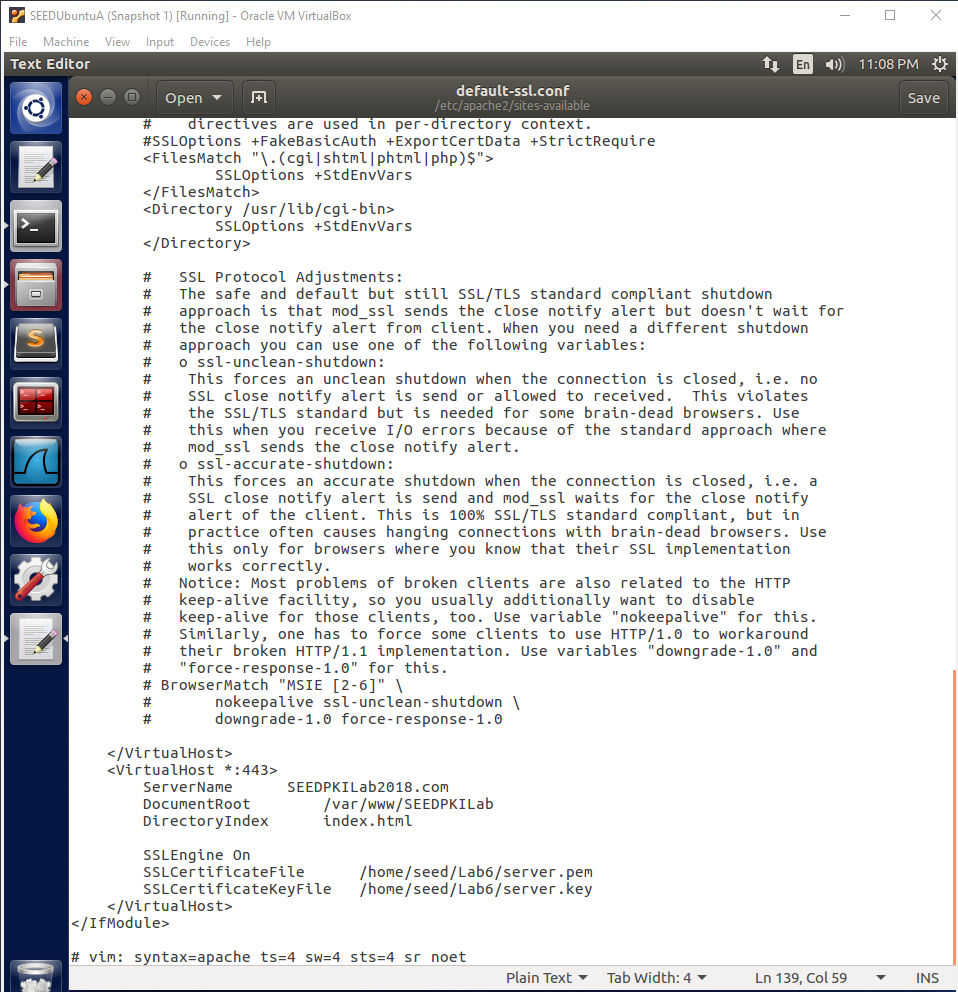 SEEDUbuntuA (Snapshot 1) [Running] - Oracle VM VirtualBox
File Machine View Input Devices Help
Text Editor En 11:08 PM
Open default-ssl.conf Save
/etc/apache2/sites-available
#    directives are used in per-directory context.
#SSLOptions +FakeBasicAuth +ExportCertData +StrictRequire
<FilesMatch "\.(cgi|shtml|phtml|php)$">
SSLOptions +StdEnvVars
</FilesMatch>
<Directory /usr/lib/cgi-bin>
SSLOptions +StdEnvVars
</Directory>
#   SSL Protocol Adjustments:
#   The safe and default but still SSL/TLS standard compliant shutdown
#   approach is that mod_ssl sends the close notify alert but doesn't wait for
#   the close notify alert from client. When you need a different shutdown
#   approach you can use one of the following variables:
#   o ssl-unclean-shutdown:
#    This forces an unclean shutdown when the connection is closed, i.e. no
#    SSL close notify alert is send or allowed to received.  This violates
#    the SSL/TLS standard but is needed for some brain-dead browsers. Use
#    this when you receive I/O errors because of the standard approach where
#    mod_ssl sends the close notify alert.
#   o ssl-accurate-shutdown:
#    This forces an accurate shutdown when the connection is closed, i.e. a
#    SSL close notify alert is send and mod_ssl waits for the close notify
#    alert of the client. This is 100% SSL/TLS standard compliant, but in
#    practice often causes hanging connections with brain-dead browsers. Use
#    this only for browsers where you know that their SSL implementation
#    works correctly.
#   Notice: Most problems of broken clients are also related to the HTTP
#   keep-alive facility, so you usually additionally want to disable
#   keep-alive for those clients, too. Use variable "nokeepalive" for this.
#   Similarly, one has to force some clients to use HTTP/1.0 to workaround
#   their broken HTTP/1.1 implementation. Use variables "downgrade-1.0" and
#   "force-response-1.0" for this.
# BrowserMatch "MSIE [2-6]" \
#       nokeepalive ssl-unclean-shutdown \
#       downgrade-1.0 force-response-1.0
</VirtualHost>
<VirtualHost *:443>
ServerName      SEEDPKILab2018.com
DocumentRoot        /var/www/SEEDPKILab
DirectoryIndex      index.html
SSLEngine On
SSLCertificateFile      /home/seed/Lab6/server.pem
SSLCertificateKeyFile   /home/seed/Lab6/server.key
</VirtualHost>
</IfModule>
# vim: syntax=apache ts=4 sw=4 sts=4 sr noet
Plain Text Tab Width: 4 Ln 139, Col 59 INS